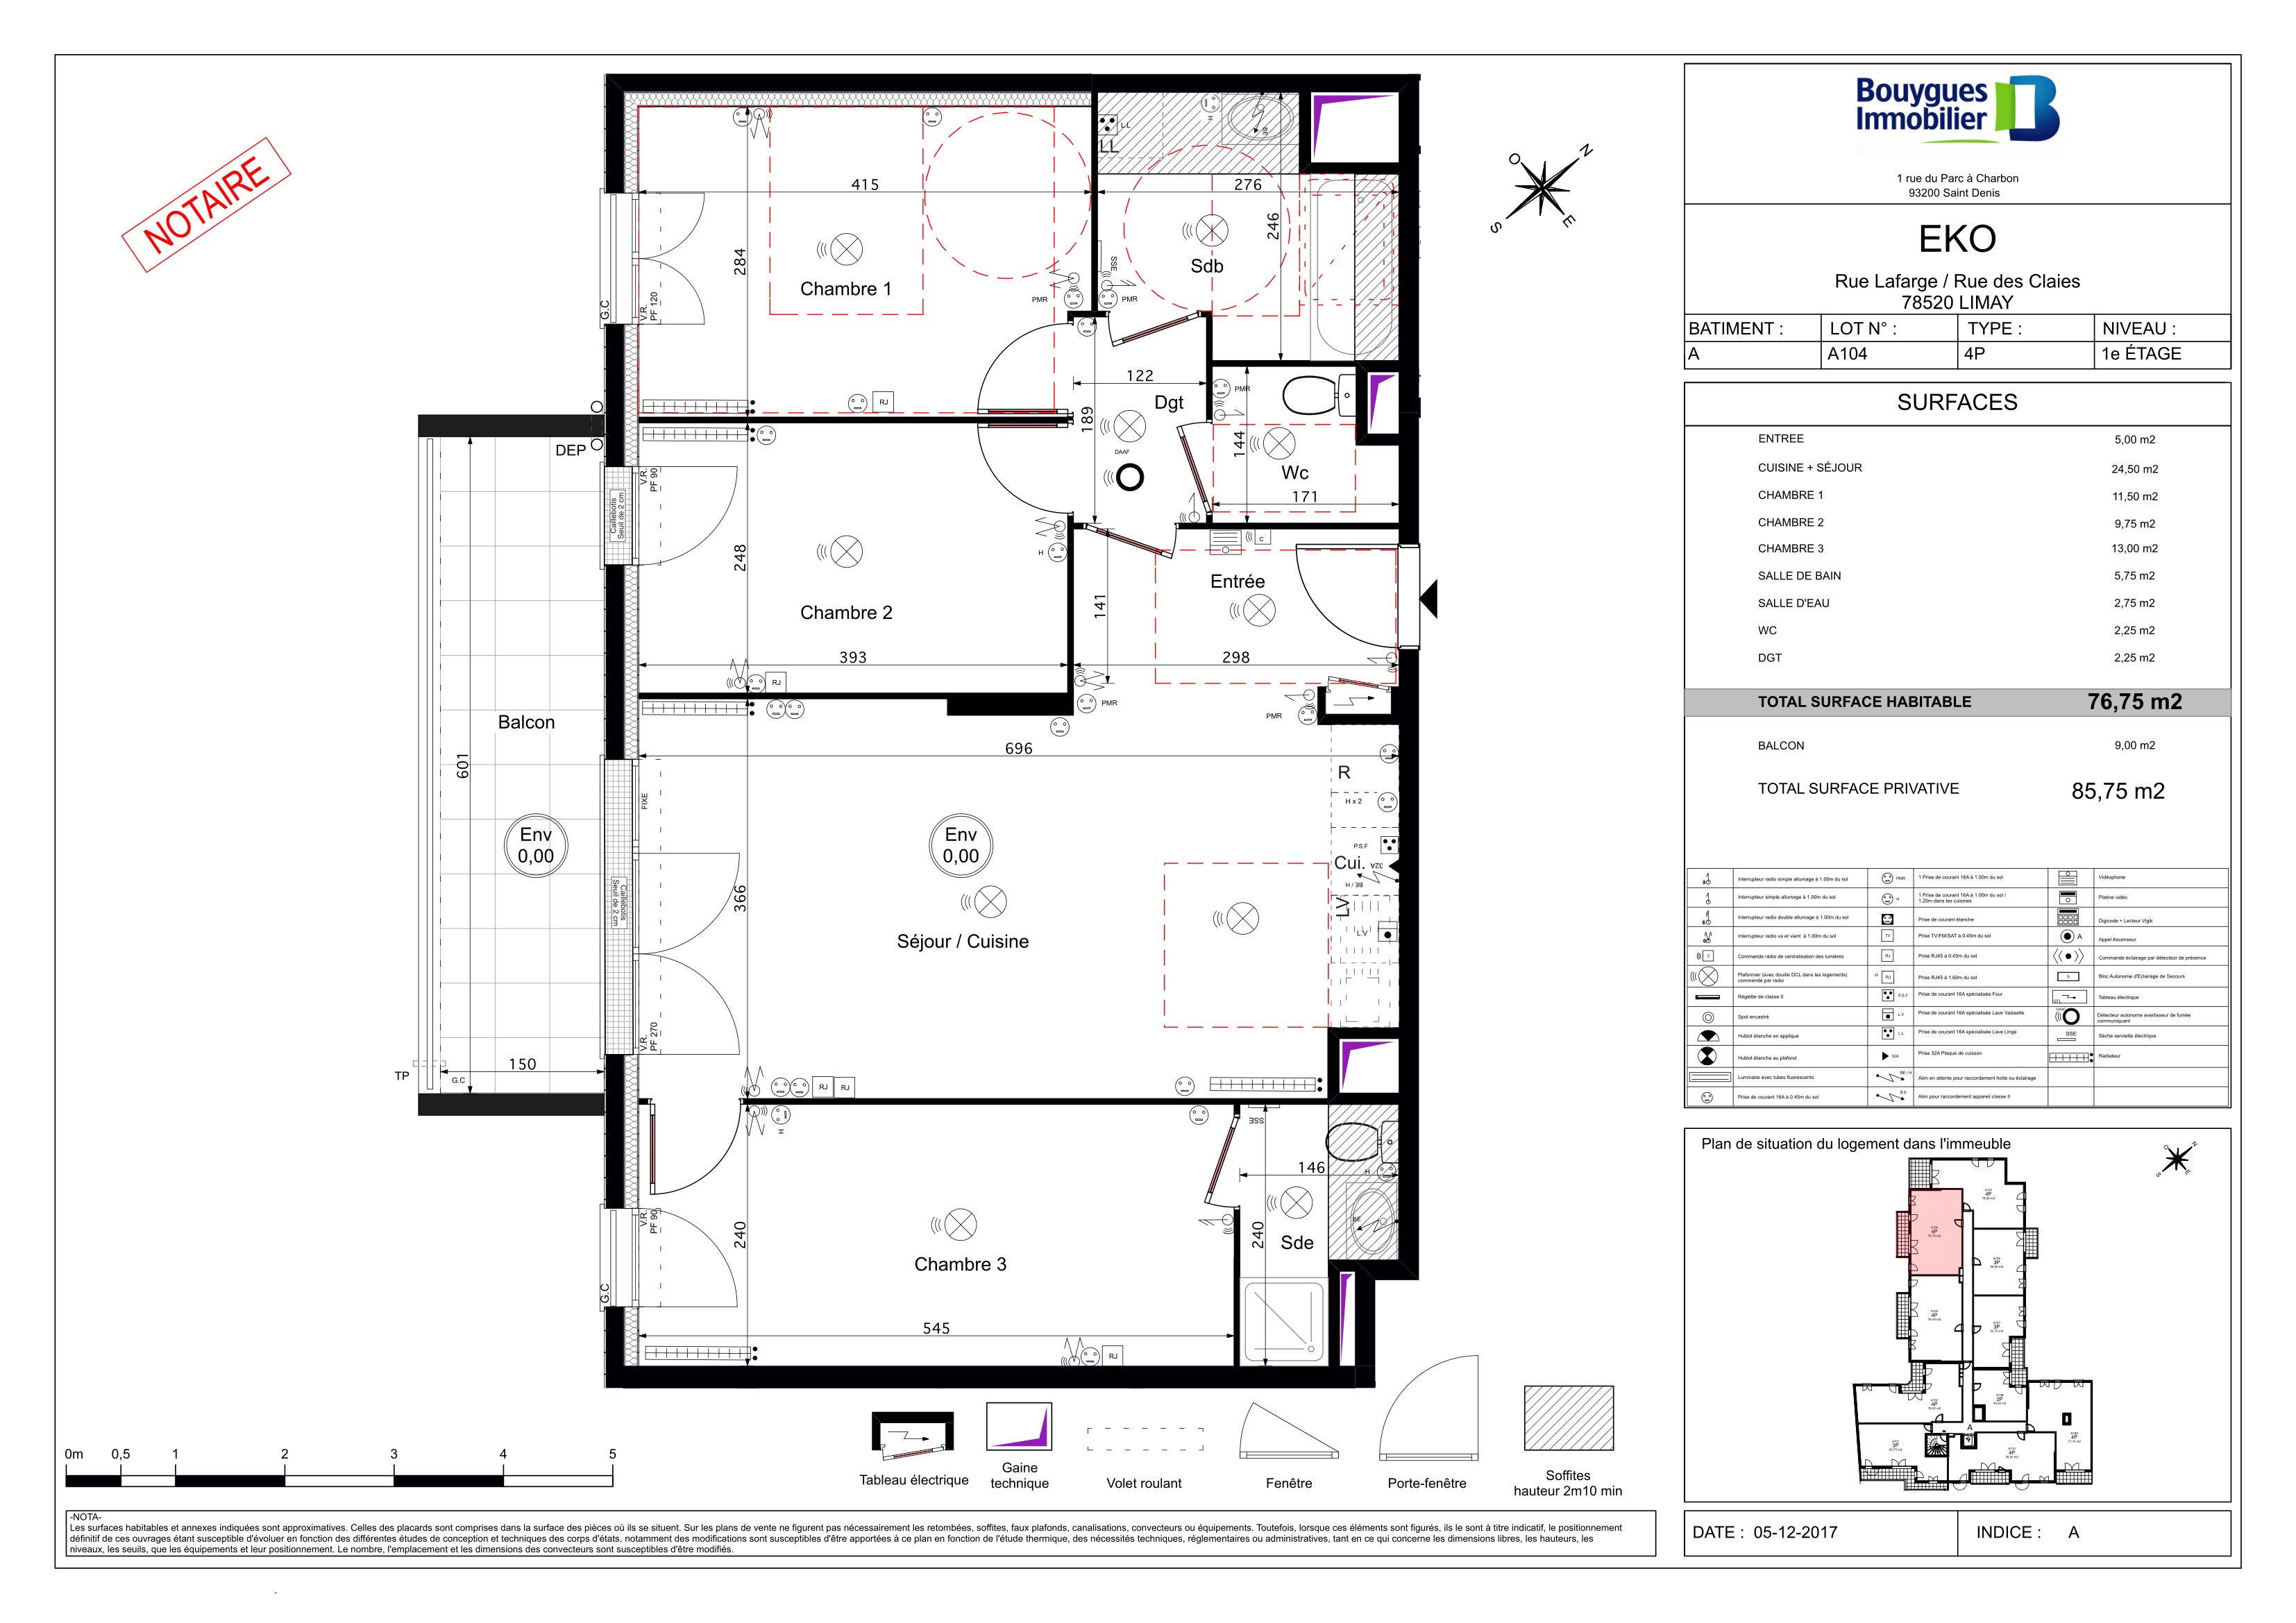 NOTAIRE
Bouygues
Immobilier
1 rue du Parc à Charbon
93200 Saint Denis
EKO
Rue Lafarge / Rue des Claies
78520 LIMAY
BATIMENT : LOT N° : TYPE : NIVEAU :
A A104 4P 1e ÉTAGE
SURFACES
ENTREE 5,00 m2
CUISINE + SÉJOUR 24,50 m2
CHAMBRE 1 11,50 m2
CHAMBRE 2 9,75 m2
CHAMBRE 3 13,00 m2
SALLE DE BAIN 5,75 m2
SALLE D'EAU 2,75 m2
WC 2,25 m2
DGT 2,25 m2
TOTAL SURFACE HABITABLE 76,75 m2
BALCON 9,00 m2
TOTAL SURFACE PRIVATIVE 85,75 m2
Interrupteur radio simple allumage à 1.00m du sol
Interrupteur simple allumage à 1.00m du sol
Interrupteur radio double allumage à 1.00m du sol
Interrupteur radio va et vient à 1.00m du sol
C Commande radio de centralisation des lumières
Plafonnier (avec douille DCL dans les logements)
commandé par radio
Réglette de classe II
Spot encastré
Hublot étanche en applique
Hublot étanche au plafond
Luminaire avec tubes fluorescents
Prise de courant 16A à 0.45m du sol
PMR 1 Prise de courant 16A à 1.00m du sol
H 1 Prise de courant 16A à 1.00m du sol /
1.20m dans les cuisines
Prise de courant étanche
TV Prise TV/FM/SAT à 0.45m du sol
RJ Prise RJ45 à 0.45m du sol
H RJ Prise RJ45 à 1.60m du sol
P.S.F Prise de courant 16A spécialisée Four
L.V Prise de courant 16A spécialisée Lave Vaisselle
L.L Prise de courant 16A spécialisée Lave Linge
32A Prise 32A Plaque de cuisson
BE / H Alim en attente pour raccordement hotte ou éclairage
B.E Alim pour raccordement appareil classe II
Vidéophone
Platine vidéo
Digicode + Lecteur Vigik
A Appel Ascenseur
Commande éclairage par détecteur de présence
Bloc Autonome d'Éclairage de Secours
Tableau électrique
Détecteur autonome avertisseur de fumée
communiquant
SSE Sèche serviette électrique
Radiateur
Plan de situation du logement dans l'immeuble
N
O
S
E
A
DATE : 05-12-2017 INDICE : A
N
O
S
E
415
284
Chambre 1
G.C
V.R.
PF 120
PMR
RJ
L.L
LL
H
BE
276
246
Sdb
SSE
PMR
122
189
Dgt
DAAF
PMR
144
Wc
171
DEP
V.R.
PF 90
Caillebotis
Seuil de 2 cm
248
Chambre 2
393
H
RJ
C
Entrée
141
298
PMR
PMR
Balcon
601
Env
0,00
150
TP
G.C
FIXE
Caillebotis
Seuil de 2 cm
V.R.
PF 270
696
366
Env
0,00
Séjour / Cuisine
R
H x 2
P.S.F
Cui.
32A
BE / H
LV
L.V
RJ
RJ
H
240
Chambre 3
545
V.R.
PF 90
G.C
RJ
SSE
146
H
BE
240
Sde
0m 0,5 1 2 3 4 5
Tableau électrique
Gaine
technique
Volet roulant
Fenêtre
Porte-fenêtre
Soffites
hauteur 2m10 min
-NOTA-
Les surfaces habitables et annexes indiquées sont approximatives. Celles des placards sont comprises dans la surface des pièces où ils se situent. Sur les plans de vente ne figurent pas nécessairement les retombées, soffites, faux plafonds, canalisations, convecteurs ou équipements. Toutefois, lorsque ces éléments sont figurés, ils le sont à titre indicatif, le positionnement
définitif de ces ouvrages étant susceptible d'évoluer en fonction des différentes études de conception et techniques des corps d'états, notamment des modifications sont susceptibles d'être apportées à ce plan en fonction de l'étude thermique, des nécessités techniques, réglementaires ou administratives, tant en ce qui concerne les dimensions libres, les hauteurs, les
niveaux, les seuils, que les équipements et leur positionnement. Le nombre, l'emplacement et les dimensions des convecteurs sont susceptibles d'être modifiés.